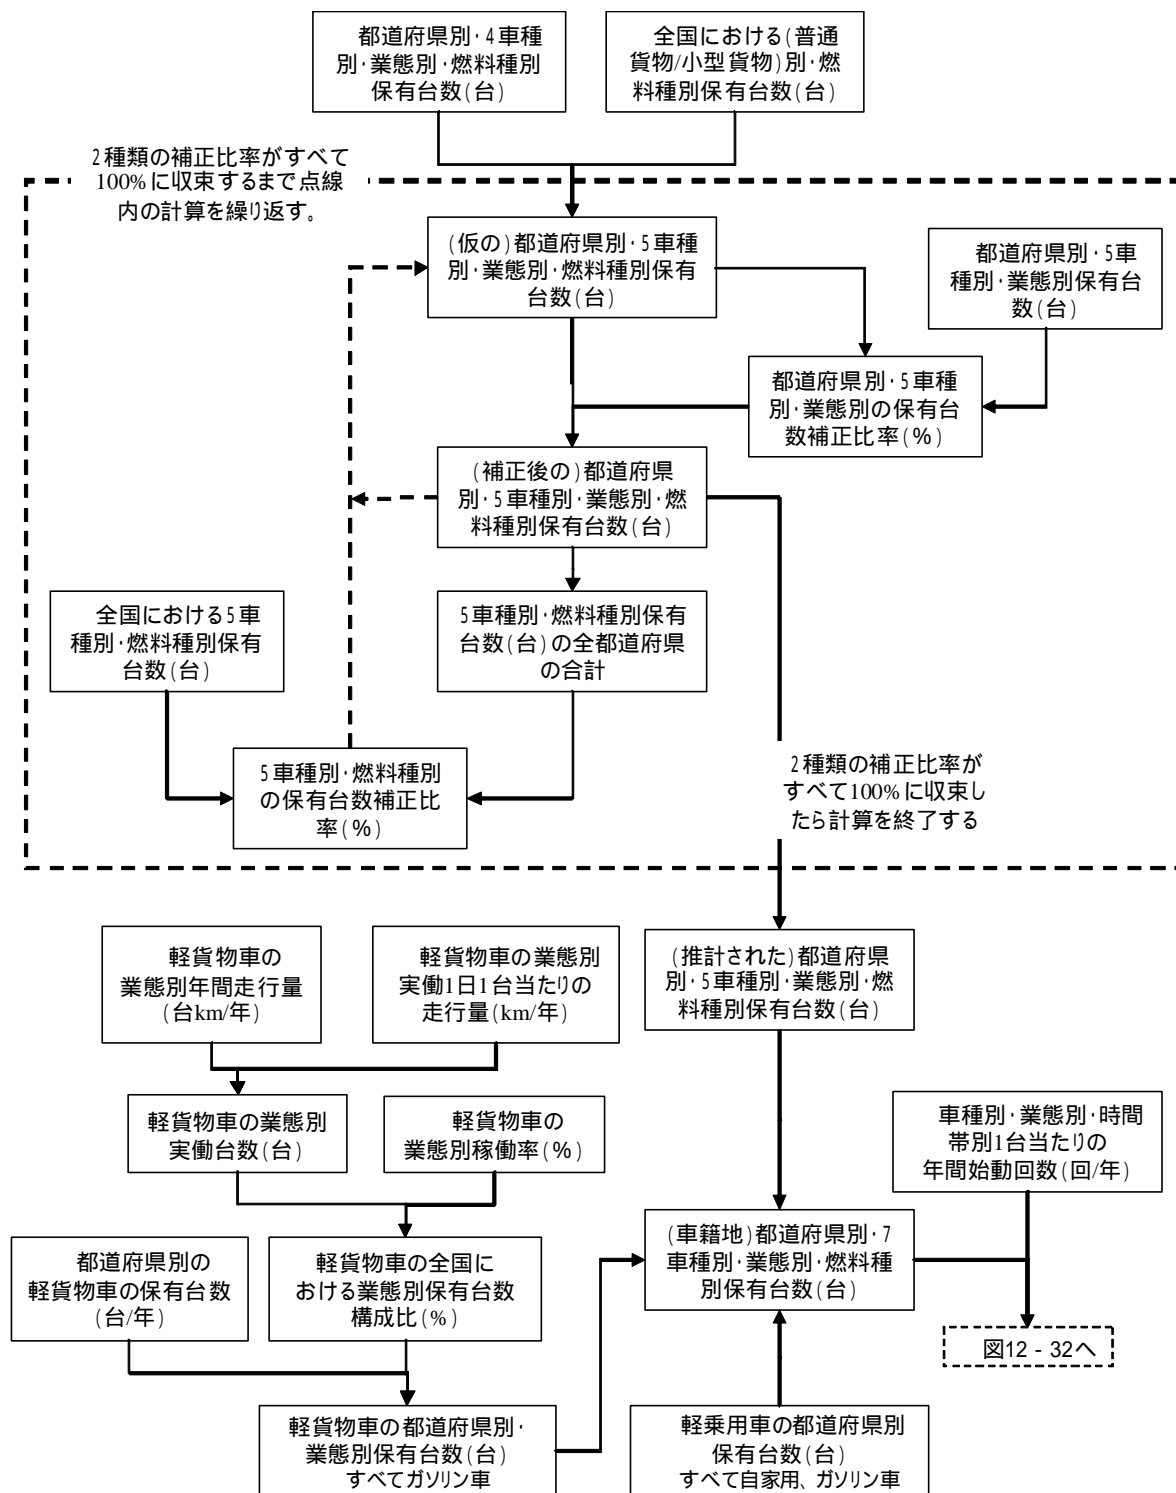 都道府県別・4車種
別・業態別・燃料種別
保有台数(台)
全国における(普通
貨物/小型貨物)別・燃
料種別保有台数(台)
2種類の補正比率がすべて
100%に収束するまで点線
内の計算を繰り返す。
(仮の)都道府県別・5車種
別・業態別・燃料種別保有
台数(台)
都道府県別・5車
種別・業態別保有台
数(台)
都道府県別・5車種
別・業態別の保有台
数補正比率(%)
(補正後の)都道府県
別・5車種別・業態別・燃
料種別保有台数(台)
全国における5車
種別・燃料種別保有
台数(台)
5車種別・燃料種別保有
台数(台)の全都道府県
の合計
5車種別・燃料種別
の保有台数補正比
率(%)
2種類の補正比率が
すべて100%に収束し
たら計算を終了する
軽貨物車の
業態別年間走行量
(台km/年)
軽貨物車の業態別
実働1日1台当たりの
走行量(km/年)
(推計された)都道府県
別・5車種別・業態別・燃
料種別保有台数(台)
軽貨物車の業態別
実働台数(台)
軽貨物車の
業態別稼働率(%)
車種別・業態別・時間
帯別1台当たりの
年間始動回数(回/年)
都道府県別の
軽貨物車の保有台数
(台/年)
軽貨物車の全国に
おける業態別保有台数
構成比(%)
(車籍地)都道府県別・7
車種別・業態別・燃料種
別保有台数(台)
図12-32へ
軽貨物車の都道府県別・
業態別保有台数(台)
すべてガソリン車
軽乗用車の都道府県別
保有台数(台)
すべて自家用、ガソリン車